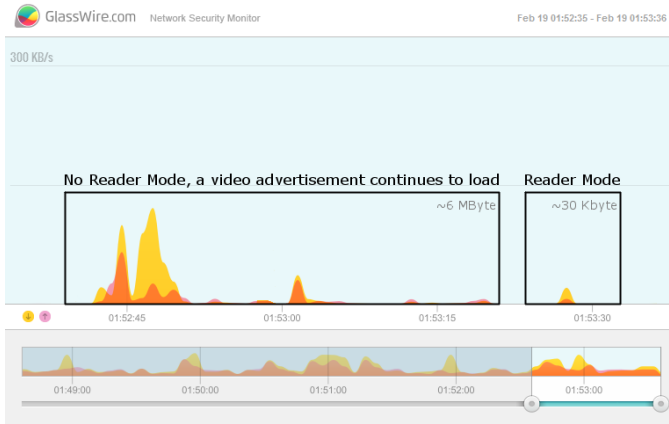 GlassWire.com Network Security Monitor Feb 19 01:52:35 - Feb 19 01:53:36
300 KB/s
No Reader Mode, a video advertisement continues to load Reader Mode
~6 MByte ~30 Kbyte
01:52:45 01:53:00 01:53:15 01:53:30
01:49:00 01:50:00 01:51:00 01:52:00 01:53:00